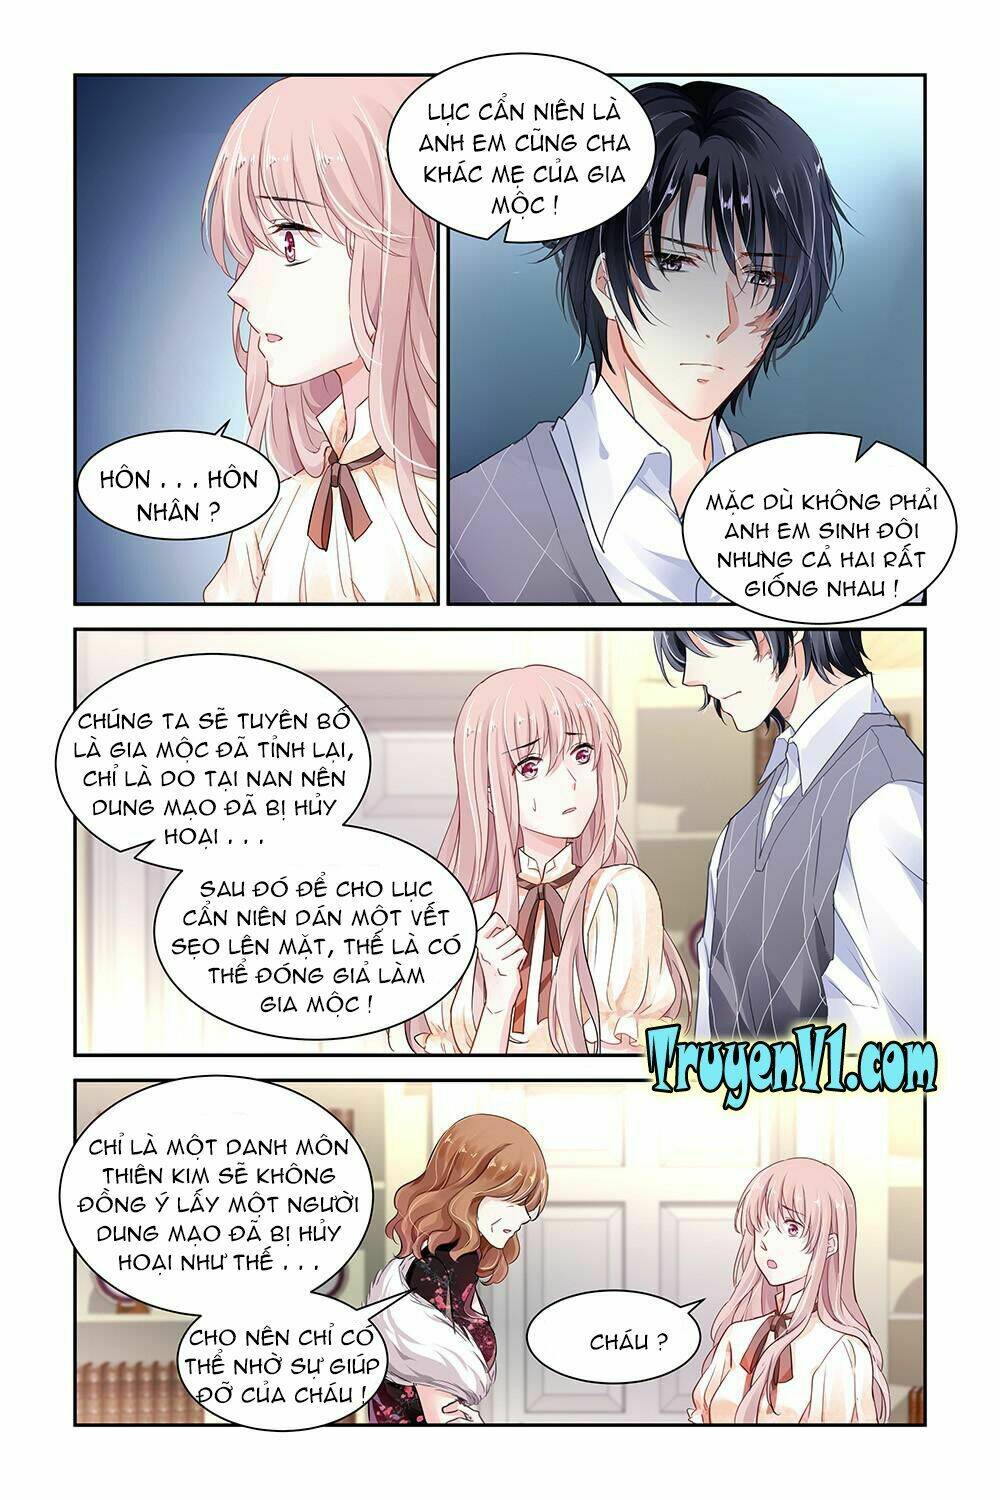 LỤC CẨN NIÊN LÀ
ANH EM CŨNG CHA
KHÁC MẸ CỦA GIA
MỘC !
HÔN . . . HÔN
NHÂN ?
MẶC DÙ KHÔNG PHẢI
ANH EM SINH ĐÔI
NHƯNG CẢ HAI RẤT
GIỐNG NHAU !
CHÚNG TA SẼ TUYÊN BỐ
LÀ GIA MỘC ĐÃ TỈNH LẠI,
CHỈ LÀ DO TẠI NAN NÊN
DUNG MẠO ĐÃ BỊ HỦY
HOẠI . . .
SAU ĐÓ ĐỂ CHO LỤC
CẨN NIÊN DÁN MỘT VẾT
SẸO LÊN MẶT, THẾ LÀ CÓ
THỂ ĐÓNG GIẢ LÀM
GIA MỘC !
TruyenV1.com
CHỈ LÀ MỘT DANH MÔN
THIÊN KIM SẼ KHÔNG
ĐỒNG Ý LẤY MỘT NGƯỜI
DUNG MẠO ĐÃ BỊ HỦY
HOẠI NHƯ THẾ . . .
CHO NÊN CHỈ CÓ
THỂ NHỜ SỰ GIÚP
ĐỠ CỦA CHÁU !
CHÁU ?